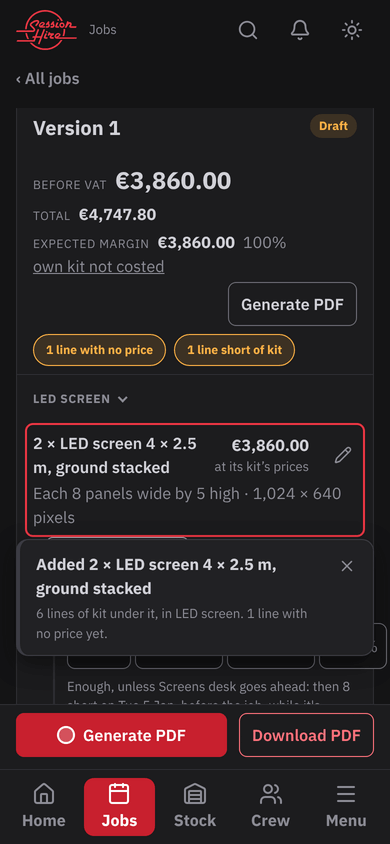 Session Hire!
Jobs
‹ All jobs
Version 1
Draft
BEFORE VAT €3,860.00
TOTAL €4,747.80
EXPECTED MARGIN €3,860.00 100%
own kit not costed
Generate PDF
1 line with no price
1 line short of kit
LED SCREEN
2 × LED screen 4 × 2.5
m, ground stacked
€3,860.00
at its kit's prices
Each 8 panels wide by 5 high · 1,024 × 640
pixels
Added 2 × LED screen 4 × 2.5 m,
ground stacked
6 lines of kit under it, in LED screen. 1 line with
no price yet.
%
Enough, unless Screens desk goes ahead: then 8
short on Tue 5 Jan, before the job, while it's
Generate PDF
Download PDF
Home
Jobs
Stock
Crew
Menu